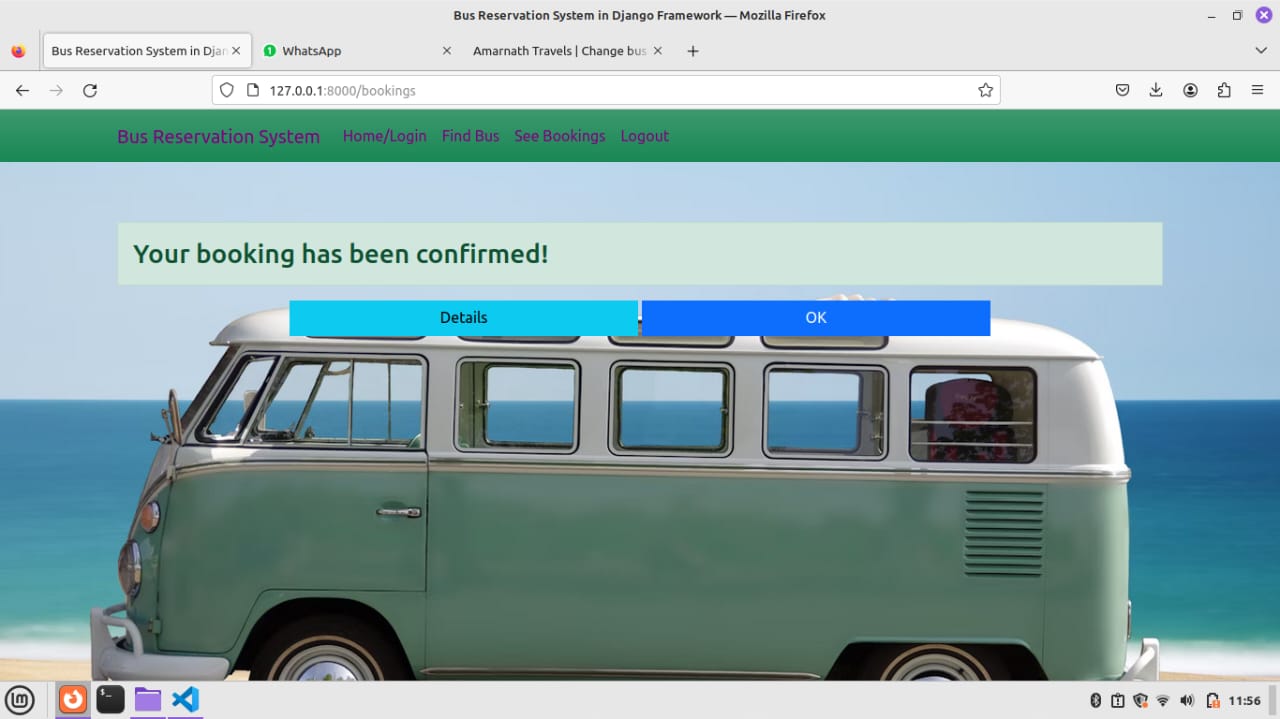 Bus Reservation System in Django Framework — Mozilla Firefox
Bus Reservation System in Djan
1 WhatsApp
Amarnath Travels | Change bus
127.0.0.1:8000/bookings
Bus Reservation System Home/Login Find Bus See Bookings Logout
Your booking has been confirmed!
Details OK
11:56